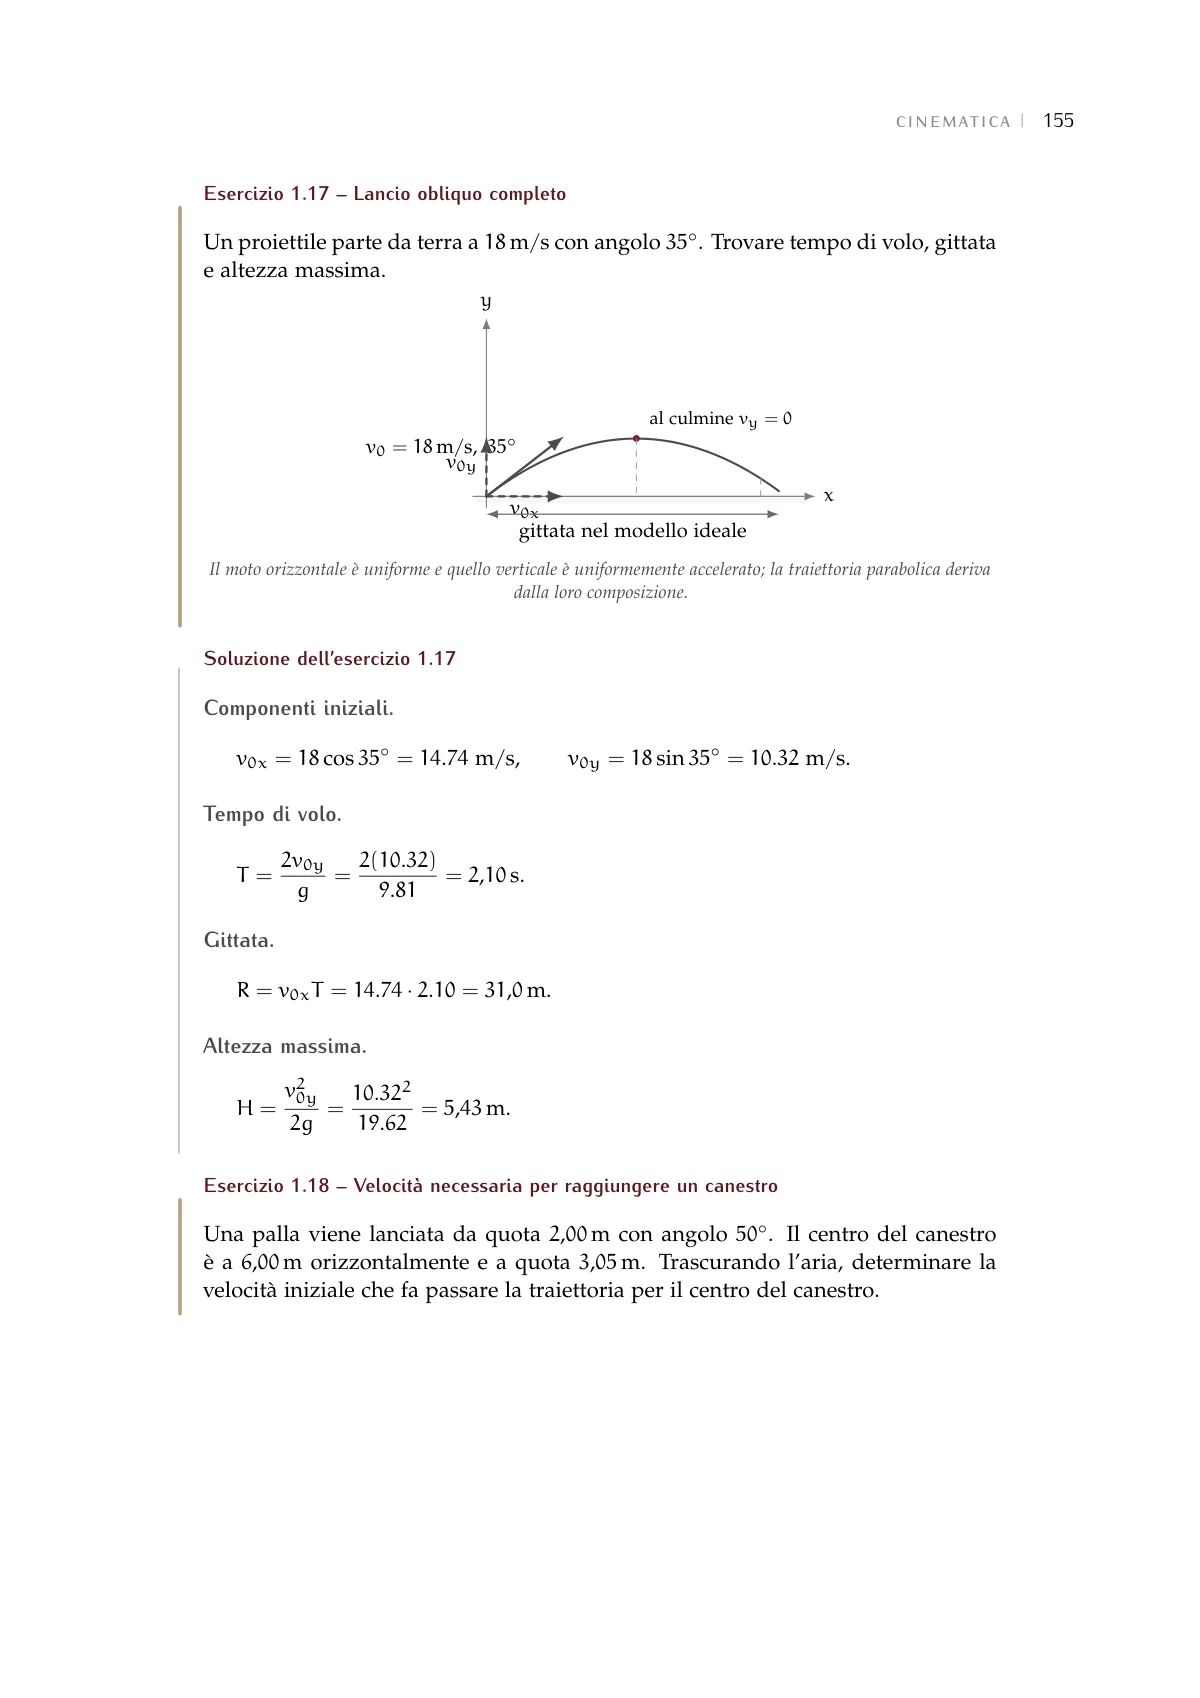 CINEMATICA | 155
Esercizio 1.17 – Lancio obliquo completo
Un proiettile parte da terra a 18 m/s con angolo 35°. Trovare tempo di volo, gittata
e altezza massima.
y
al culmine v_y = 0
v_0 = 18 m/s, 35°
v_0y
x
v_0x
gittata nel modello ideale
Il moto orizzontale è uniforme e quello verticale è uniformemente accelerato; la traiettoria parabolica deriva
dalla loro composizione.
Soluzione dell'esercizio 1.17
Componenti iniziali.
v_0x = 18 cos 35° = 14.74 m/s, v_0y = 18 sin 35° = 10.32 m/s.
Tempo di volo.
T = 2v_0y / g = 2(10.32) / 9.81 = 2,10 s.
Gittata.
R = v_0x T = 14.74 · 2.10 = 31,0 m.
Altezza massima.
H = v_0y^2 / 2g = 10.32^2 / 19.62 = 5,43 m.
Esercizio 1.18 – Velocità necessaria per raggiungere un canestro
Una palla viene lanciata da quota 2,00 m con angolo 50°. Il centro del canestro
è a 6,00 m orizzontalmente e a quota 3,05 m. Trascurando l'aria, determinare la
velocità iniziale che fa passare la traiettoria per il centro del canestro.